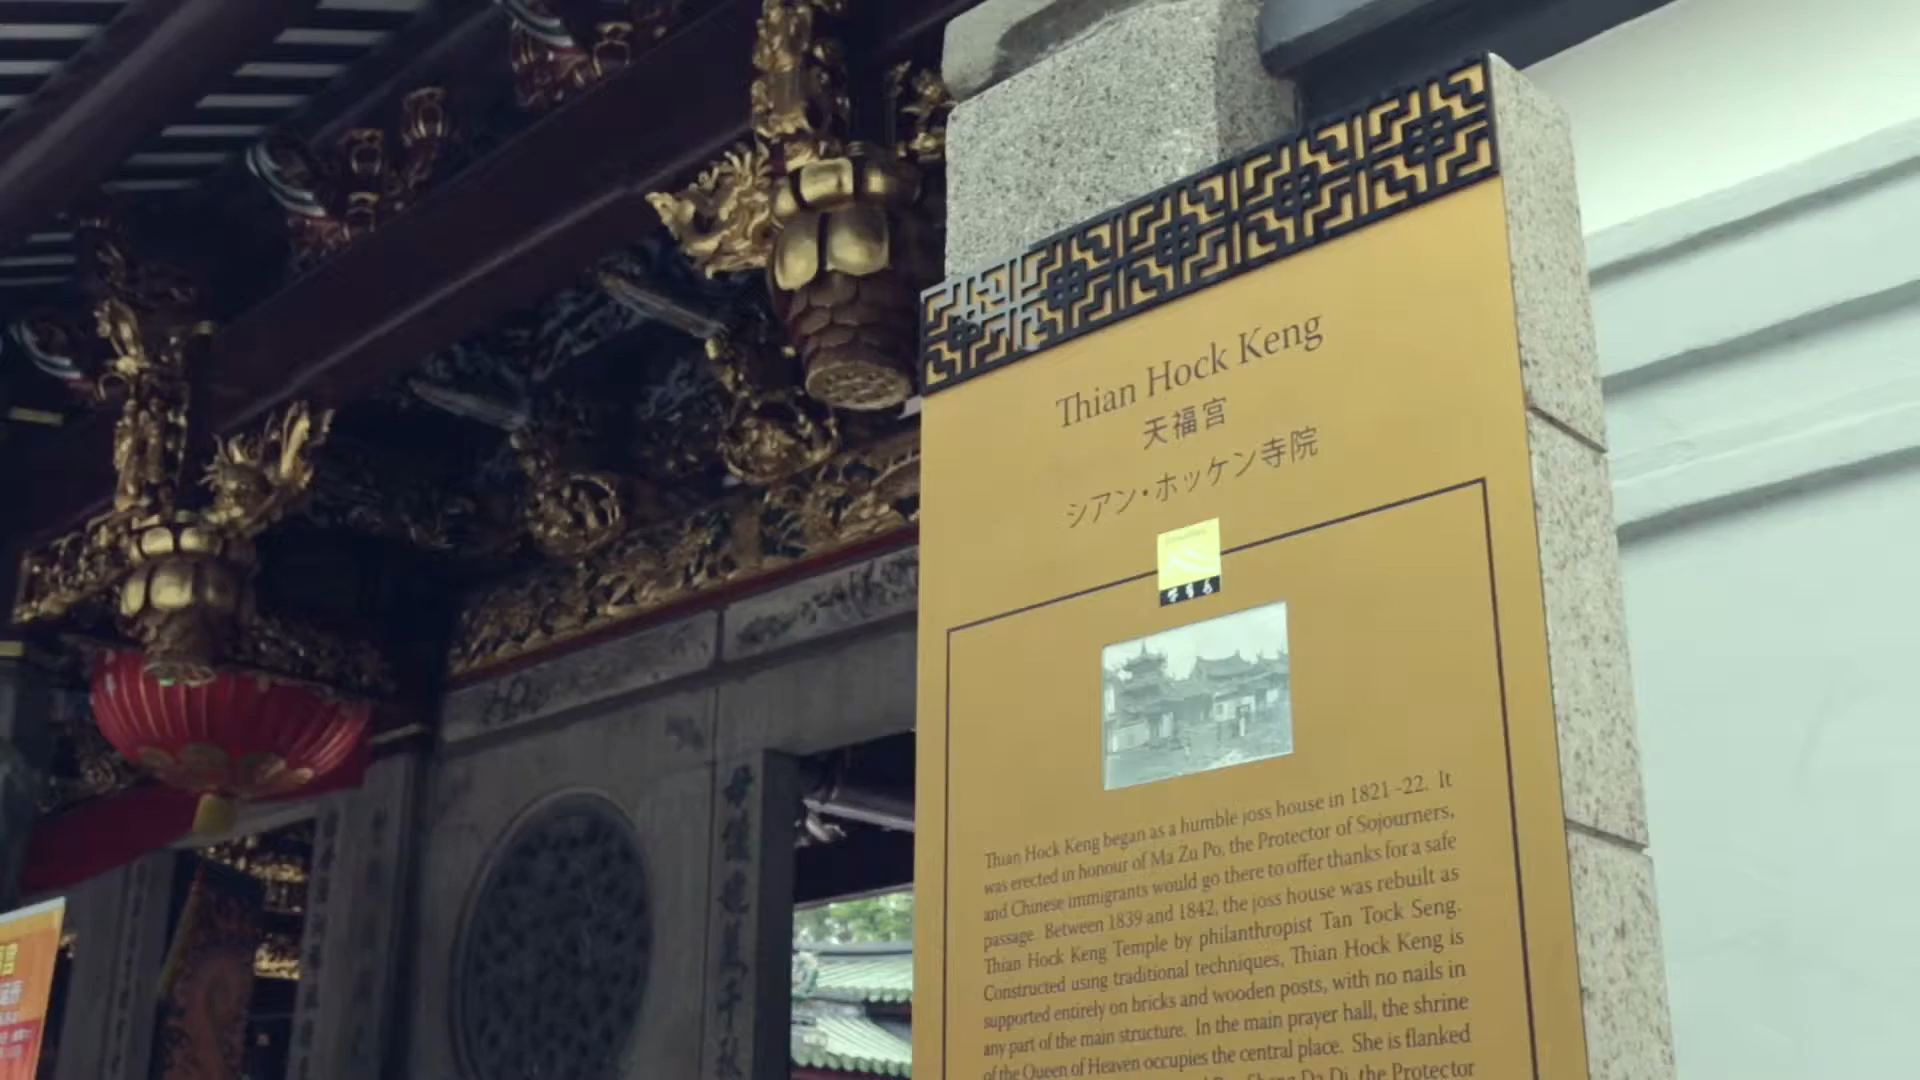 Thian Hock Keng
天福宮
シアン・ホッケン寺院
Thian Hock Keng began as a humble joss house in 1821-22. It
was erected in honour of Ma Zu Po, the Protector of Sojourners,
and Chinese immigrants would go there to offer thanks for a safe
passage. Between 1839 and 1842, the joss house was rebuilt as
Thian Hock Keng Temple by philanthropist Tan Tock Seng.
Constructed using traditional techniques, Thian Hock Keng is
supported entirely on bricks and wooden posts, with no nails in
any part of the main structure. In the main prayer hall, the shrine
of the Queen of Heaven occupies the central place. She is flanked
Da Di, the Protector